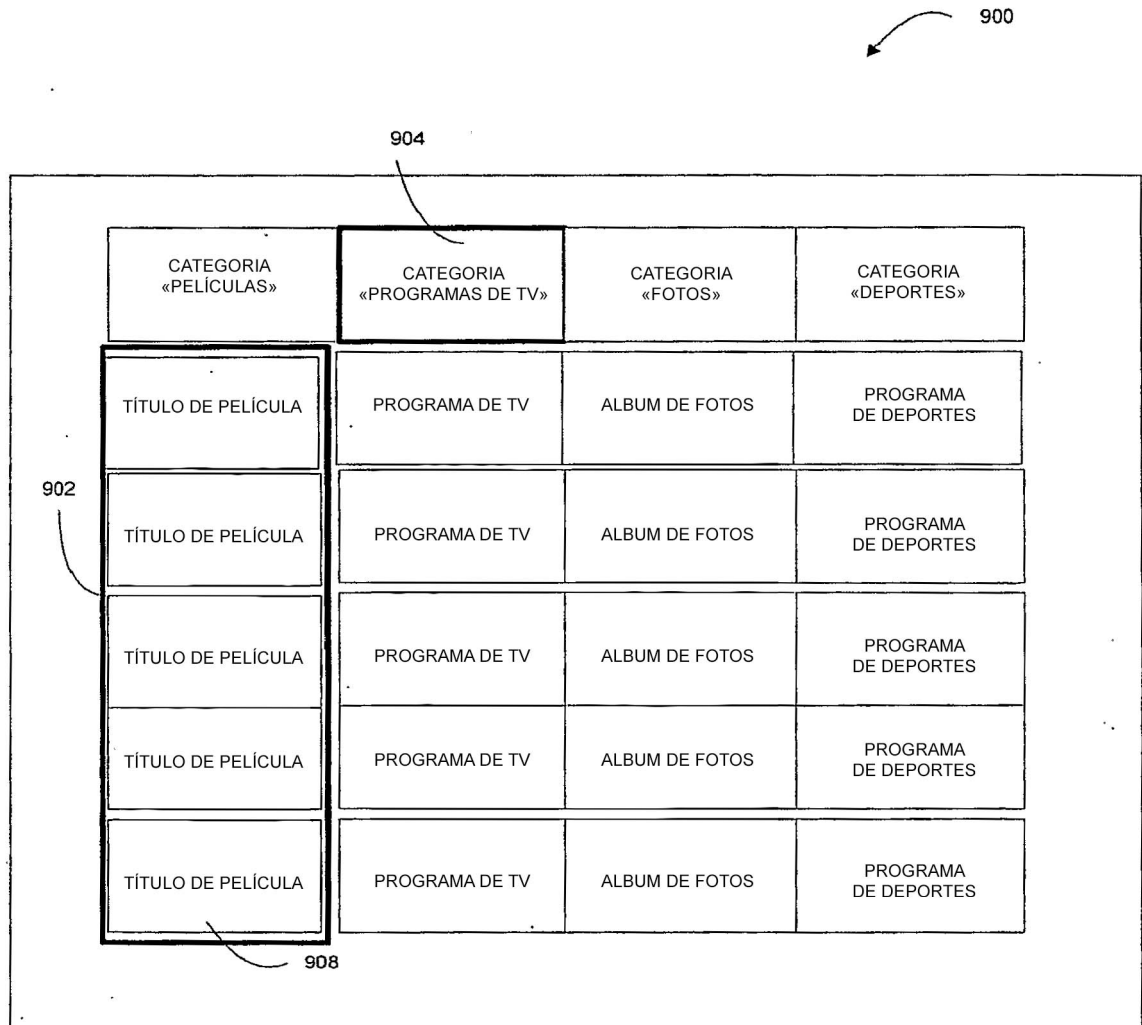 900
904
CATEGORIA
«PELÍCULAS»
CATEGORIA
«PROGRAMAS DE TV»
CATEGORIA
«FOTOS»
CATEGORIA
«DEPORTES»
TÍTULO DE PELÍCULA
PROGRAMA DE TV
ALBUM DE FOTOS
PROGRAMA
DE DEPORTES
902
TÍTULO DE PELÍCULA
PROGRAMA DE TV
ALBUM DE FOTOS
PROGRAMA
DE DEPORTES
TÍTULO DE PELÍCULA
PROGRAMA DE TV
ALBUM DE FOTOS
PROGRAMA
DE DEPORTES
TÍTULO DE PELÍCULA
PROGRAMA DE TV
ALBUM DE FOTOS
PROGRAMA
DE DEPORTES
TÍTULO DE PELÍCULA
PROGRAMA DE TV
ALBUM DE FOTOS
PROGRAMA
DE DEPORTES
908